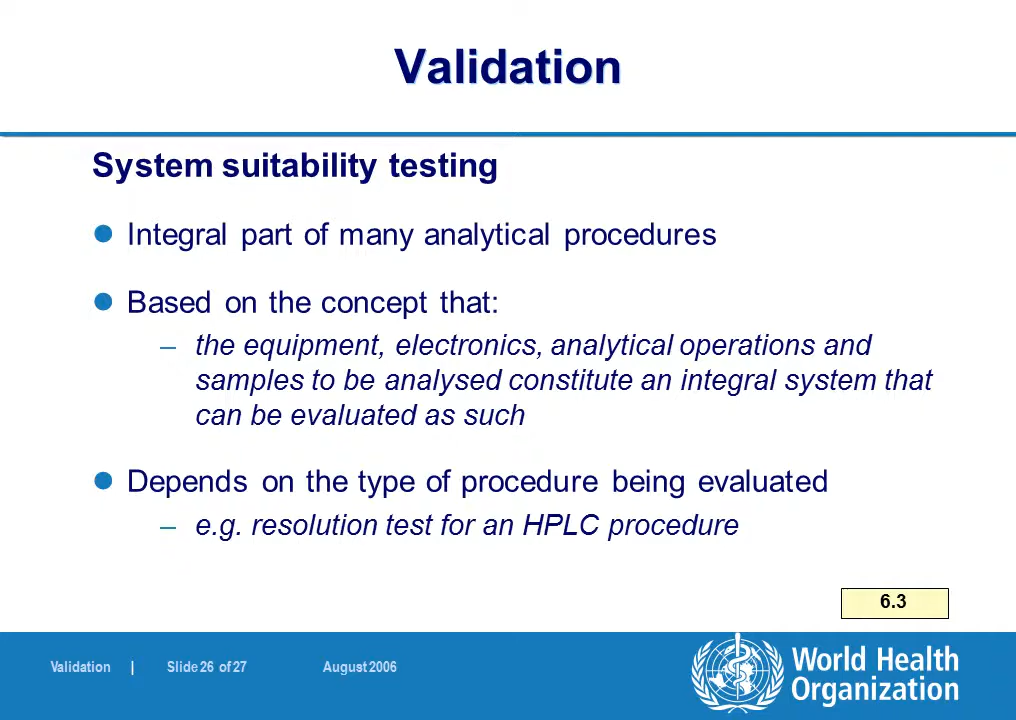 Validation
System suitability testing
Integral part of many analytical procedures
Based on the concept that:
– the equipment, electronics, analytical operations and
samples to be analysed constitute an integral system that
can be evaluated as such
Depends on the type of procedure being evaluated
– e.g. resolution test for an HPLC procedure
6.3
Validation | Slide 26 of 27 August 2006
World Health
Organization